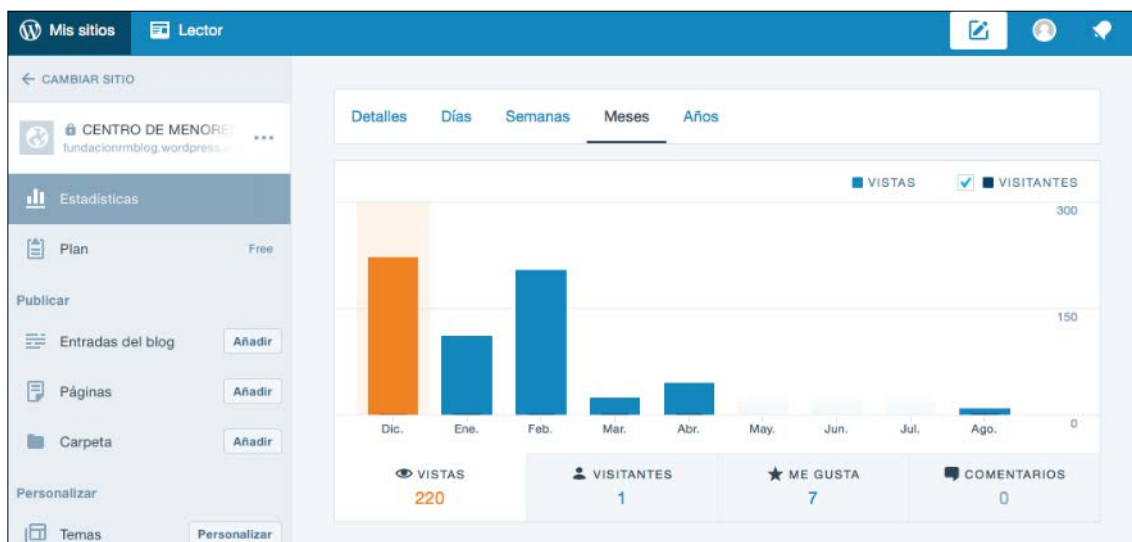 Mis sitios
Lector
CAMBIAR SITIO
CENTRO DE MENORE
fundacionrmblog.wordpress.
Estadísticas
Plan Free
Publicar
Entradas del blog Añadir
Páginas Añadir
Carpeta Añadir
Personalizar
Temas Personalizar
Detalles Días Semanas Meses Años
VISTAS VISITANTES
300
150
0
Dic. Ene. Feb. Mar. Abr. May. Jun. Jul. Ago.
VISTAS VISITANTES ME GUSTA COMENTARIOS
220 1 7 0